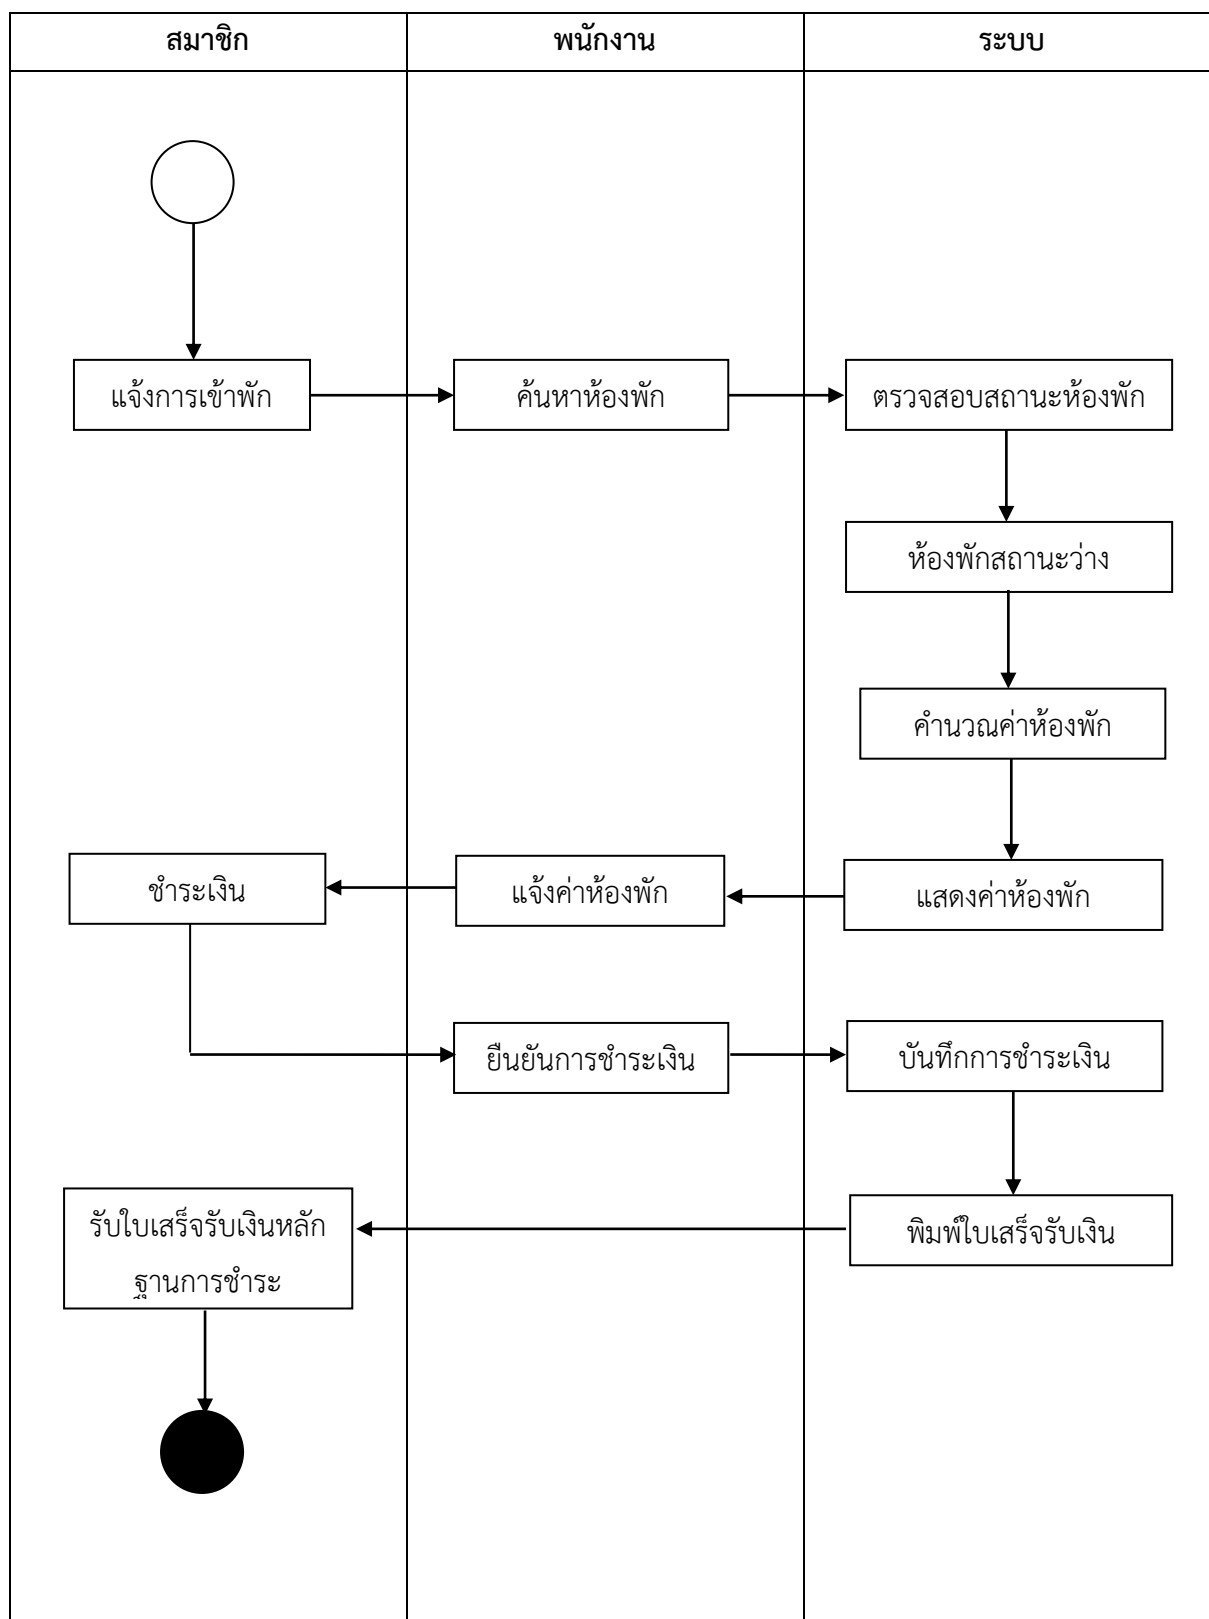 สมาชิก
พนักงาน
ระบบ
แจ้งการเข้าพัก
ค้นหาห้องพัก
ตรวจสอบสถานะห้องพัก
ห้องพักสถานะว่าง
คำนวณค่าห้องพัก
ชำระเงิน
แจ้งค่าห้องพัก
แสดงค่าห้องพัก
ยืนยันการชำระเงิน
บันทึกการชำระเงิน
รับใบเสร็จรับเงินหลัก
ฐานการชำระ
พิมพ์ใบเสร็จรับเงิน